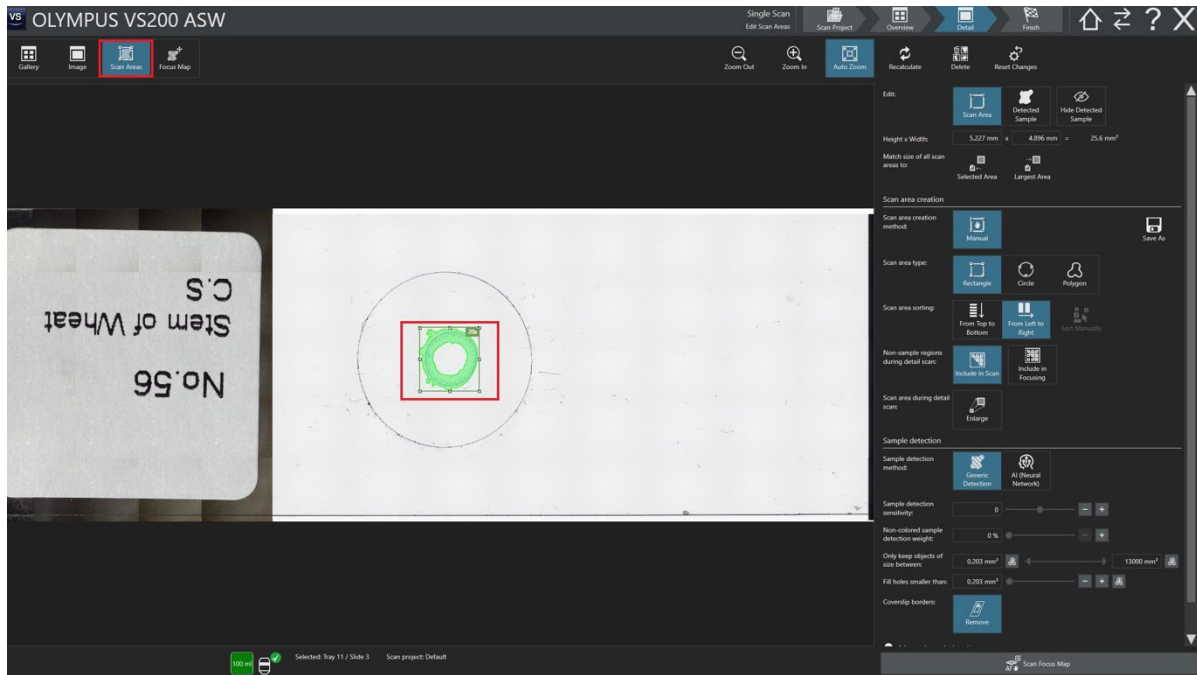 VS OLYMPUS VS200 ASW
Single Scan
Edit Scan Areas
Scan Project
Overview
Detail
Finish
Gallery
Image
Scan Areas
Focus Map
Zoom Out
Zoom In
Auto Zoom
Recalculate
Delete
Reset Changes
Edit:
Scan Area
Detected Sample
Hide Detected Sample
Height x Width:
5.227 mm x 4.896 mm = 25.6 mm²
Match size of all scan areas to:
Selected Area
Largest Area
Scan area creation
Scan area creation method:
Manual
Save As
Scan area type:
Rectangle
Circle
Polygon
Scan area sorting:
From Top to Bottom
From Left to Right
Sort Manually
Non-sample regions during detail scan:
Include in Scan
Include in Focusing
Scan area during detail scan:
Enlarge
Sample detection
Sample detection method:
Generic Detection
AI (Neural Network)
Sample detection sensitivity:
0
Non-colored sample detection weight:
0 %
Only keep objects of size between:
0.203 mm²
13000 mm²
Fill holes smaller than:
0.203 mm²
Coverslip borders:
Remove
Scan Focus Map
No.56
Stem of Wheat
C.S
20x
100 ml
Selected: Tray 11 / Slide 3
Scan project: Default